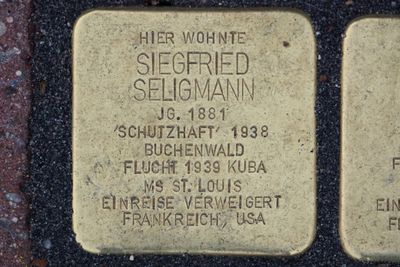 HIER WOHNTE
SIEGFRIED
SELIGMANN
JG. 1881
'SCHUTZHAFT' 1938
BUCHENWALD
FLUCHT 1939 KUBA
MS ST. LOUIS
EINREISE VERWEIGERT
FRANKREICH, USA